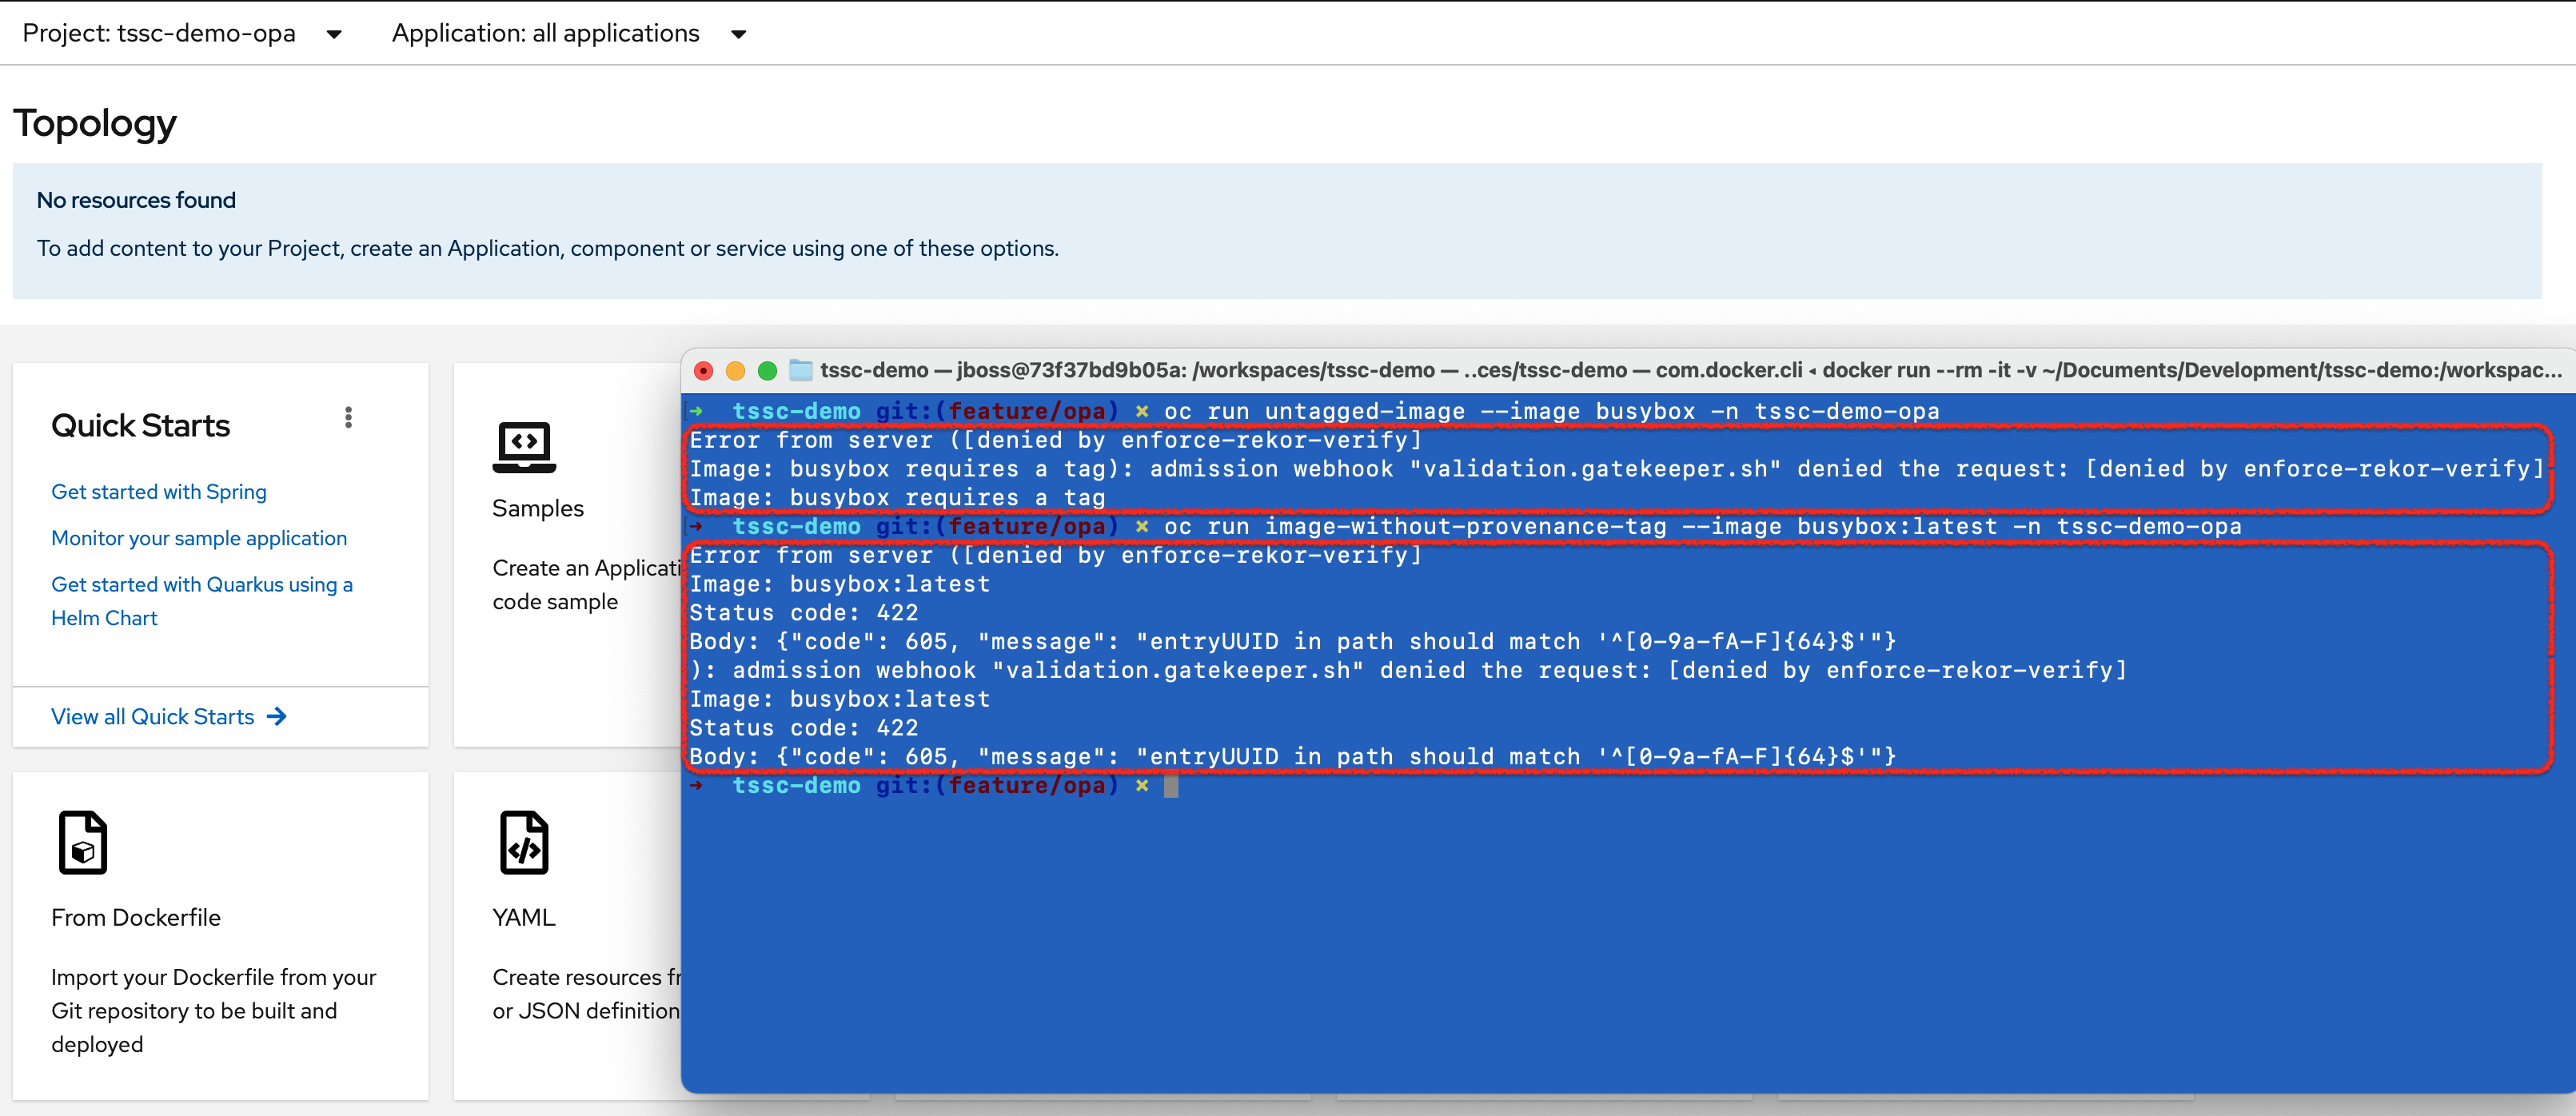 Project: tssc-demo-opa
Application: all applications
Topology
No resources found
To add content to your Project, create an Application, component or service using one of these options.
Quick Starts
Get started with Spring
Monitor your sample application
Get started with Quarkus using a
Helm Chart
View all Quick Starts
Samples
Create an Applicati
code sample
From Dockerfile
Import your Dockerfile from your
Git repository to be built and
deployed
YAML
Create resources fr
or JSON definition
tssc-demo — jboss@73f37bd9b05a: /workspaces/tssc-demo — ..ces/tssc-demo — com.docker.cli ◂ docker run --rm -it -v ~/Documents/Development/tssc-demo:/workspac...
➜ tssc-demo git:(feature/opa) ✗ oc run untagged-image --image busybox -n tssc-demo-opa
Error from server ([denied by enforce-rekor-verify]
Image: busybox requires a tag): admission webhook "validation.gatekeeper.sh" denied the request: [denied by enforce-rekor-verify]
Image: busybox requires a tag
➜ tssc-demo git:(feature/opa) ✗ oc run image-without-provenance-tag --image busybox:latest -n tssc-demo-opa
Error from server ([denied by enforce-rekor-verify]
Image: busybox:latest
Status code: 422
Body: {"code": 605, "message": "entryUUID in path should match '^[0-9a-fA-F]{64}$'"}
): admission webhook "validation.gatekeeper.sh" denied the request: [denied by enforce-rekor-verify]
Image: busybox:latest
Status code: 422
Body: {"code": 605, "message": "entryUUID in path should match '^[0-9a-fA-F]{64}$'"}
➜ tssc-demo git:(feature/opa) ✗